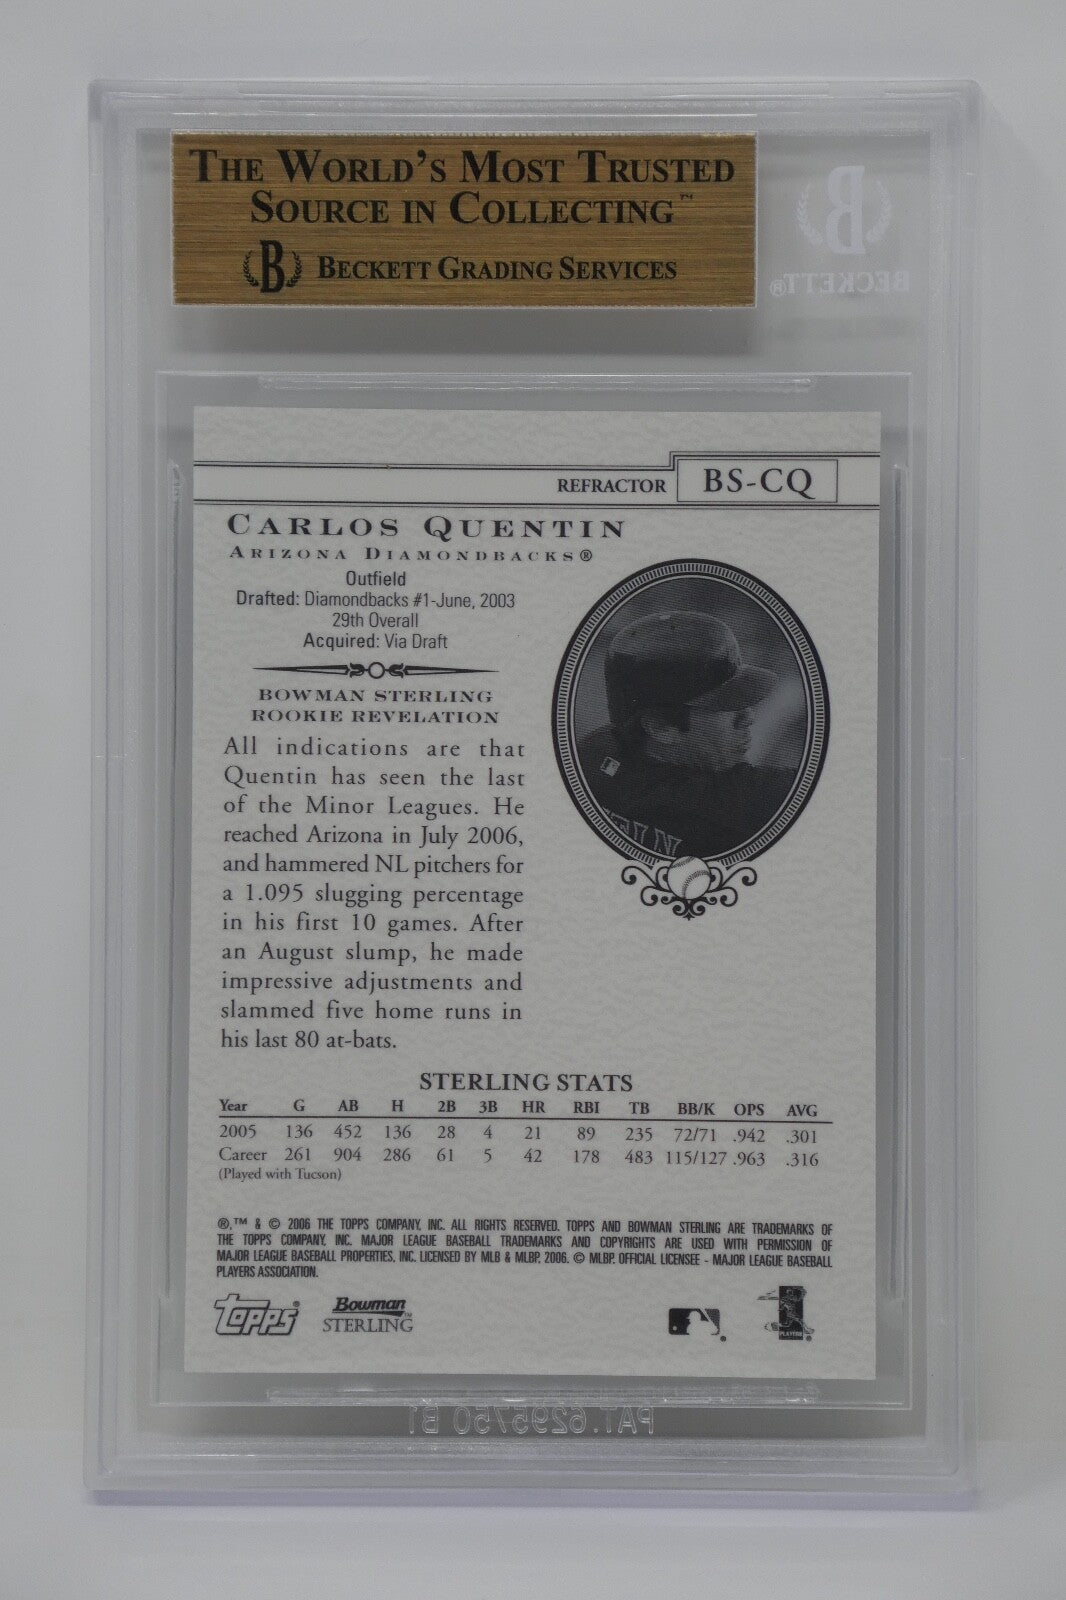 THE WORLD'S MOST TRUSTED
SOURCE IN COLLECTING™
B BECKETT GRADING SERVICES
B
BECKETT®
REFRACTOR BS-CQ
CARLOS QUENTIN
ARIZONA DIAMONDBACKS®
Outfield
Drafted: Diamondbacks #1-June, 2003
29th Overall
Acquired: Via Draft
BOWMAN STERLING
ROOKIE REVELATION
All indications are that
Quentin has seen the last
of the Minor Leagues. He
reached Arizona in July 2006,
and hammered NL pitchers for
a 1.095 slugging percentage
in his first 10 games. After
an August slump, he made
impressive adjustments and
slammed five home runs in
his last 80 at-bats.
STERLING STATS
Year G AB H 2B 3B HR RBI TB BB/K OPS AVG
2005 136 452 136 28 4 21 89 235 72/71 .942 .301
Career 261 904 286 61 5 42 178 483 115/127 .963 .316
(Played with Tucson)
®,™ & © 2006 THE TOPPS COMPANY, INC. ALL RIGHTS RESERVED. TOPPS AND BOWMAN STERLING ARE TRADEMARKS OF
THE TOPPS COMPANY, INC. MAJOR LEAGUE BASEBALL TRADEMARKS AND COPYRIGHTS ARE USED WITH PERMISSION OF
MAJOR LEAGUE BASEBALL PROPERTIES, INC. LICENSED BY MLB & MLBP, 2006. © MLBP. OFFICIAL LICENSEE - MAJOR LEAGUE BASEBALL
PLAYERS ASSOCIATION.
Topps® Bowman™
STERLING
PLAYERS
PAT. 6295750 B1